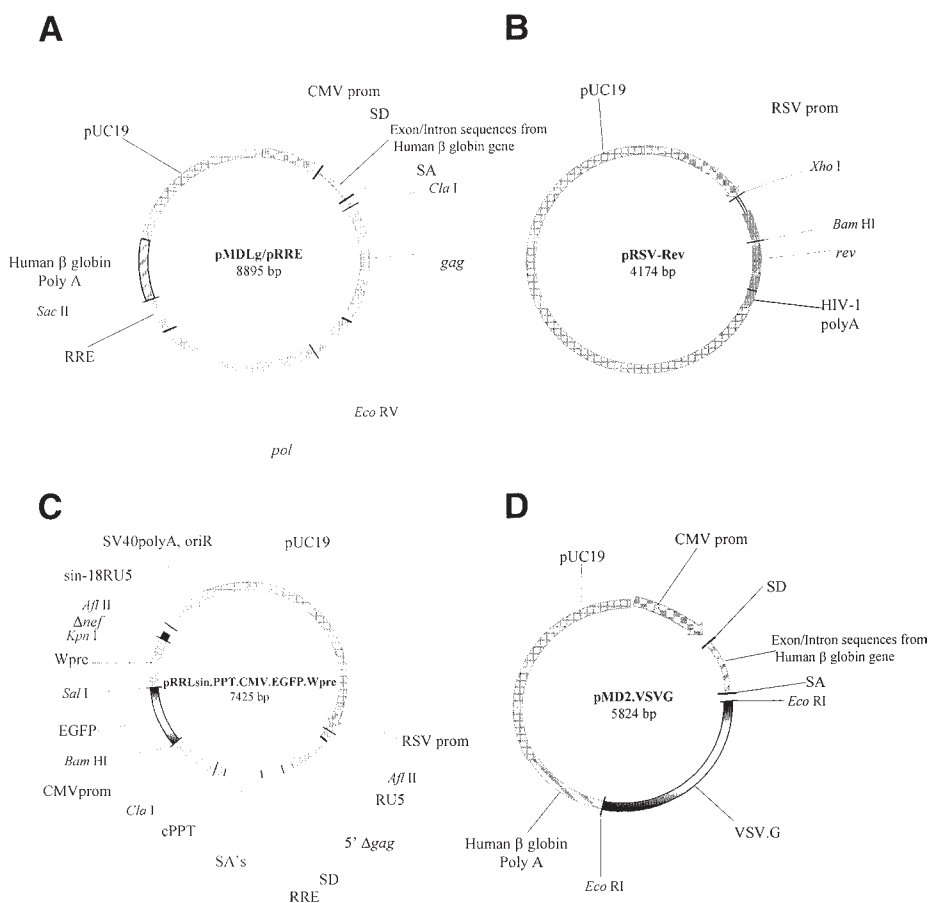 A
CMV prom
SD
pUC19
Exon/Intron sequences from
Human β globin gene
SA
Cla I
pMDLg/pRRE
8895 bp
gag
Human β globin
Poly A
Sac II
RRE
Eco RV
pol
B
pUC19
RSV prom
Xho I
Bam HI
rev
pRSV-Rev
4174 bp
HIV-1
polyA
C
SV40polyA, oriR
pUC19
sin-18RU5
Afl II
Δnef
Kpn I
Wpre
pRRLsin.PPT.CMV.EGFP.Wpre
7425 bp
Sal I
EGFP
Bam HI
CMVprom
Cla I
cPPT
SA's
RSV prom
Afl II
RU5
5' Δgag
SD
RRE
D
CMV prom
pUC19
SD
Exon/Intron sequences from
Human β globin gene
SA
Eco RI
pMD2.VSVG
5824 bp
VSV.G
Human β globin
Poly A
Eco RI